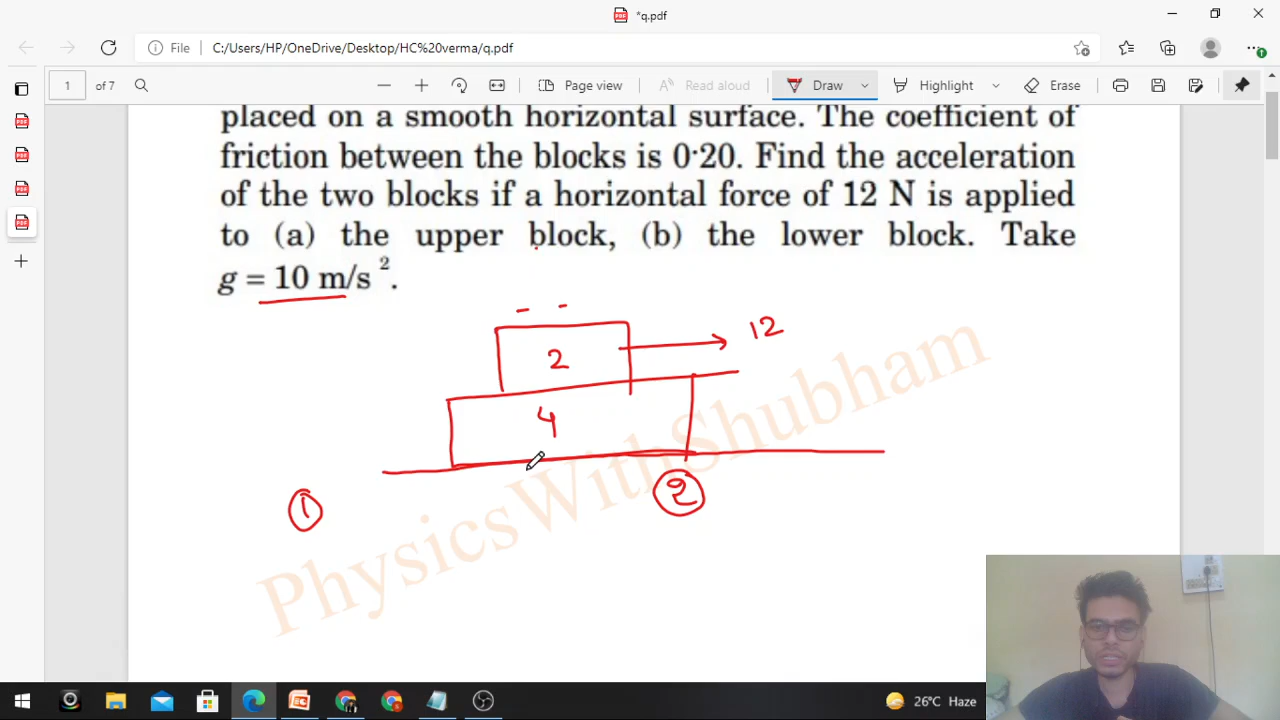 *q.pdf
File C:/Users/HP/OneDrive/Desktop/HC%20verma/q.pdf
1 of 7 Page view Read aloud Draw Highlight Erase
placed on a smooth horizontal surface. The coefficient of
friction between the blocks is 0·20. Find the acceleration
of the two blocks if a horizontal force of 12 N is applied
to (a) the upper block, (b) the lower block. Take
g = 10 m/s ².
12
2
4
1 2
PhysicsWithShubham
26°C Haze